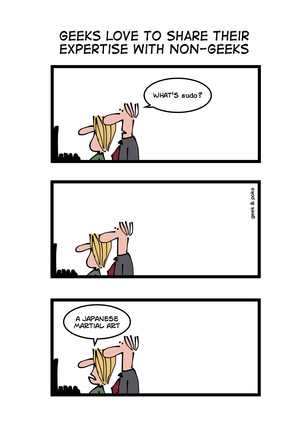 GEEKS LOVE TO SHARE THEIR
EXPERTISE WITH NON-GEEKS
WHAT'S sudo?
geek & poke
A JAPANESE
MARTIAL ART